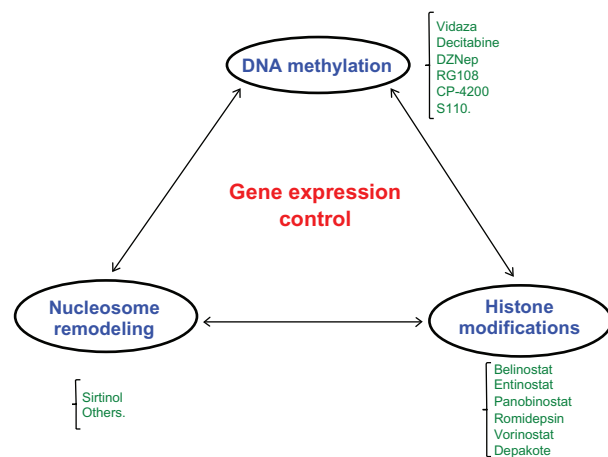 Vidaza
Decitabine
DZNep
RG108
CP-4200
S110.
DNA methylation
Gene expression
control
Nucleosome
remodeling
Histone
modifications
Sirtinol
Others.
Belinostat
Entinostat
Panobinostat
Romidepsin
Vorinostat
Depakote